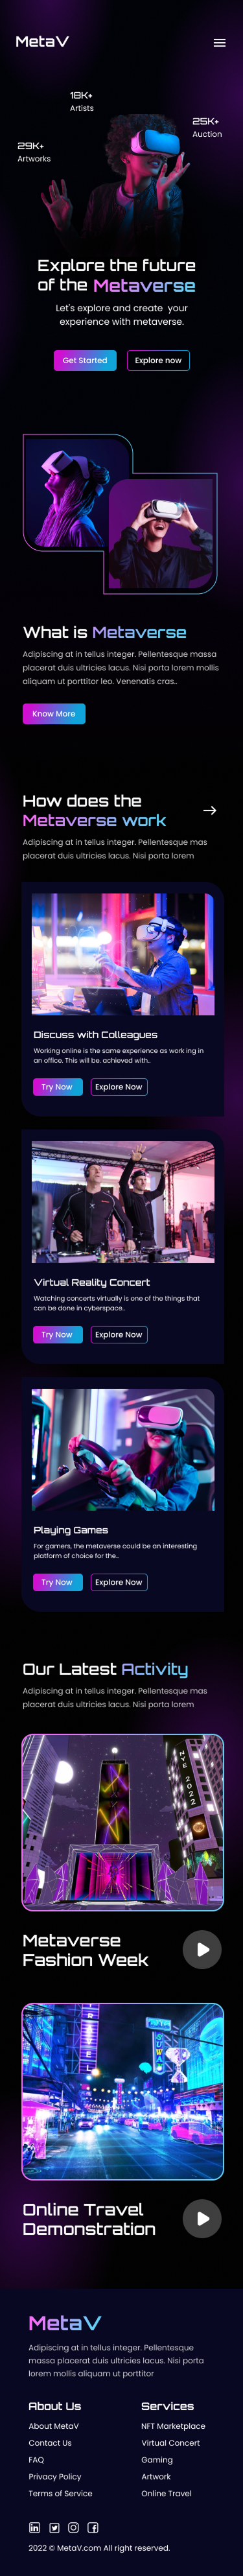 MetaV
18K+
Artists
25K+
Auction
29K+
Artworks
Explore the future
of the Metaverse
Let's explore and create your
experience with metaverse.
Get Started
Explore now
What is Metaverse
Adipiscing at in tellus integer. Pellentesque massa
placerat duis ultricies lacus. Nisi porta lorem mollis
aliquam ut porttitor leo. Venenatis cras..
Know More
How does the
Metaverse work
Adipiscing at in tellus integer. Pellentesque mas
placerat duis ultricies lacus. Nisi porta lorem
Discuss with Colleagues
Working online is the same experience as work ing in
an office. This will be. achieved with..
Try Now
Explore Now
Virtual Reality Concert
Watching concerts virtually is one of the things that
can be done in cyberspace..
Try Now
Explore Now
Playing Games
For gamers, the metaverse could be an interesting
platform of choice for the..
Try Now
Explore Now
Our Latest Activity
Adipiscing at in tellus integer. Pellentesque mas
placerat duis ultricies lacus. Nisi porta lorem
NYE 2022
Metaverse
Fashion Week
Online Travel
Demonstration
MetaV
Adipiscing at in tellus integer. Pellentesque
massa placerat duis ultricies lacus. Nisi porta
lorem mollis aliquam ut porttitor
About Us
About MetaV
Contact Us
FAQ
Privacy Policy
Terms of Service
Services
NFT Marketplace
Virtual Concert
Gaming
Artwork
Online Travel
2022 © MetaV.com All right reserved.